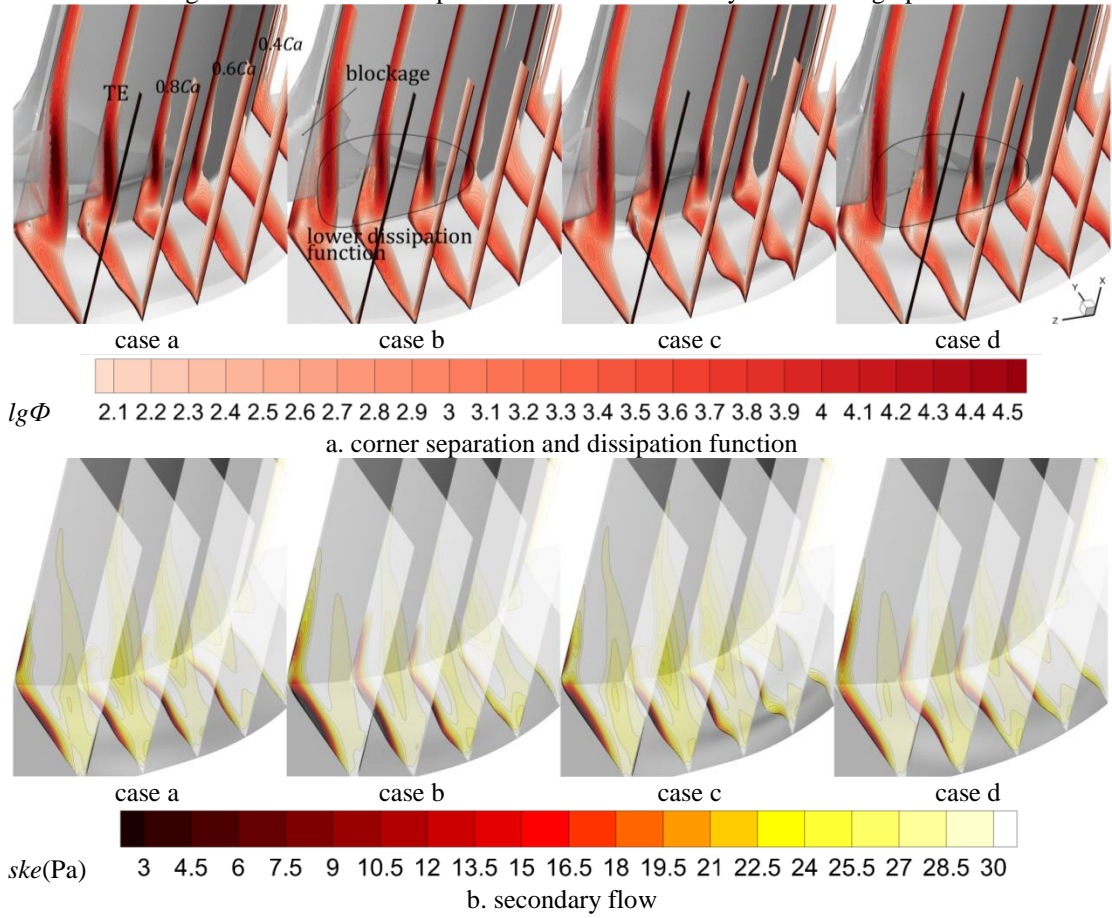 0.4Ca
0.6Ca
0.8Ca
TE
blockage
lower dissipation
function
Y
X
Z
case a case b case c case d
lgΦ
2.1 2.2 2.3 2.4 2.5 2.6 2.7 2.8 2.9 3 3.1 3.2 3.3 3.4 3.5 3.6 3.7 3.8 3.9 4 4.1 4.2 4.3 4.4 4.5
a. corner separation and dissipation function
case a case b case c case d
ske(Pa)
3 4.5 6 7.5 9 10.5 12 13.5 15 16.5 18 19.5 21 22.5 24 25.5 27 28.5 30
b. secondary flow